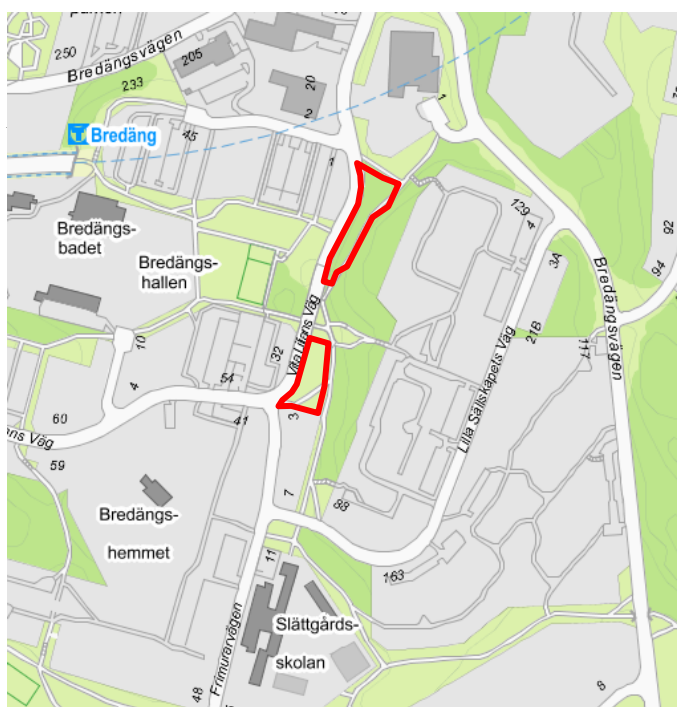 parken
Bredängsvägen
250
205
233
20
2
1
45
T Bredäng
1
Bredängs-
badet
Bredängs-
hallen
129
4
3A
92
94
Bredängsvägen
21B
117
Vita Liljans Väg
32
10
4
54
41
60
59
ans Väg
3
Lilla Sällskapets Väg
7
88
Bredängs-
hemmet
11
163
Slättgårds-
skolan
Frimurarvägen
48
8